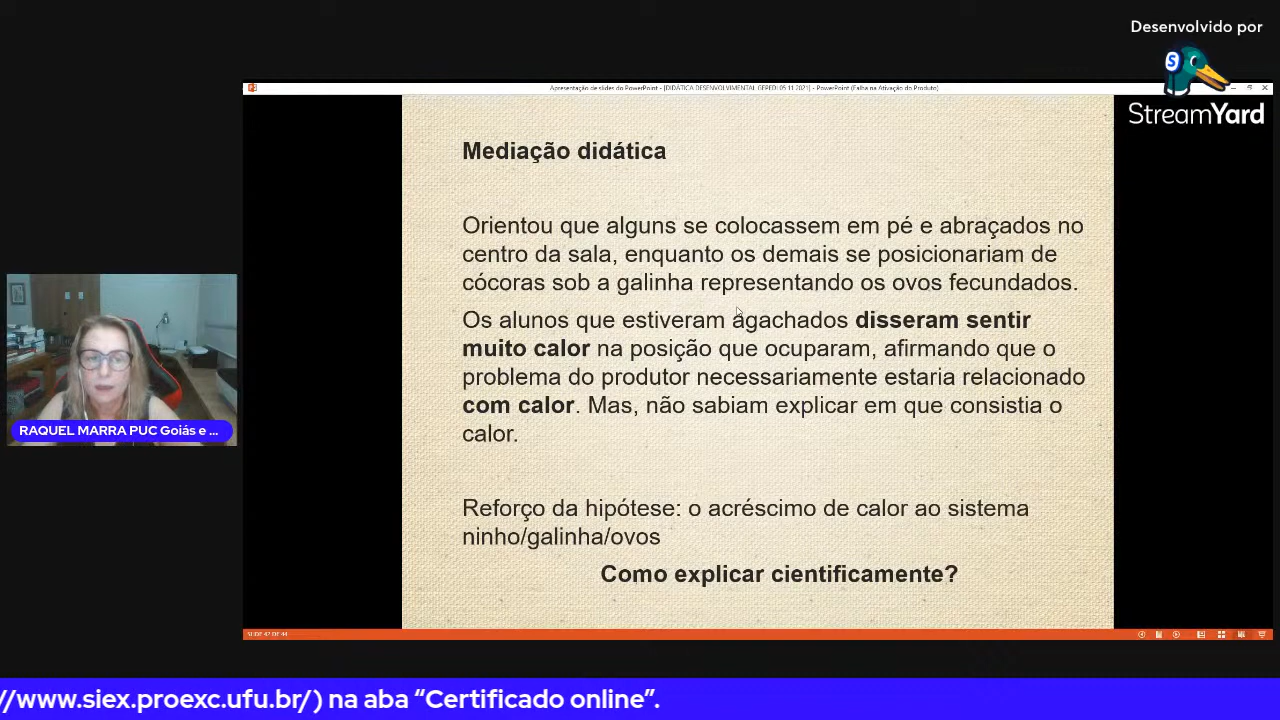 Desenvolvido por
StreamYard
Apresentação de slides do PowerPoint - [DIDÁTICA DESENVOLVIMENTAL GEPEDI 05 11 2021] - PowerPoint (Falha na Ativação do Produto)
Mediação didática
Orientou que alguns se colocassem em pé e abraçados no
centro da sala, enquanto os demais se posicionariam de
cócoras sob a galinha representando os ovos fecundados.
Os alunos que estiveram agachados disseram sentir
muito calor na posição que ocuparam, afirmando que o
problema do produtor necessariamente estaria relacionado
com calor. Mas, não sabiam explicar em que consistia o
calor.
Reforço da hipótese: o acréscimo de calor ao sistema
ninho/galinha/ovos
Como explicar cientificamente?
RAQUEL MARRA PUC Goiás e ...
SLIDE 42 DE 44
//www.siex.proexc.ufu.br/) na aba “Certificado online”.